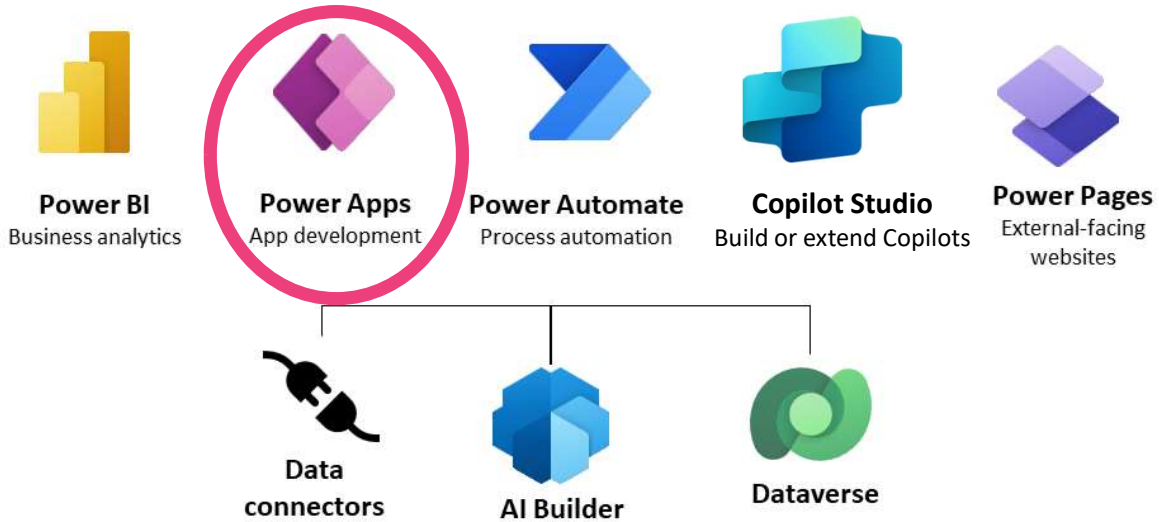 Power BI
Business analytics
Power Apps
App development
Power Automate
Process automation
Copilot Studio
Build or extend Copilots
Power Pages
External-facing
websites
Data
connectors
AI Builder
Dataverse